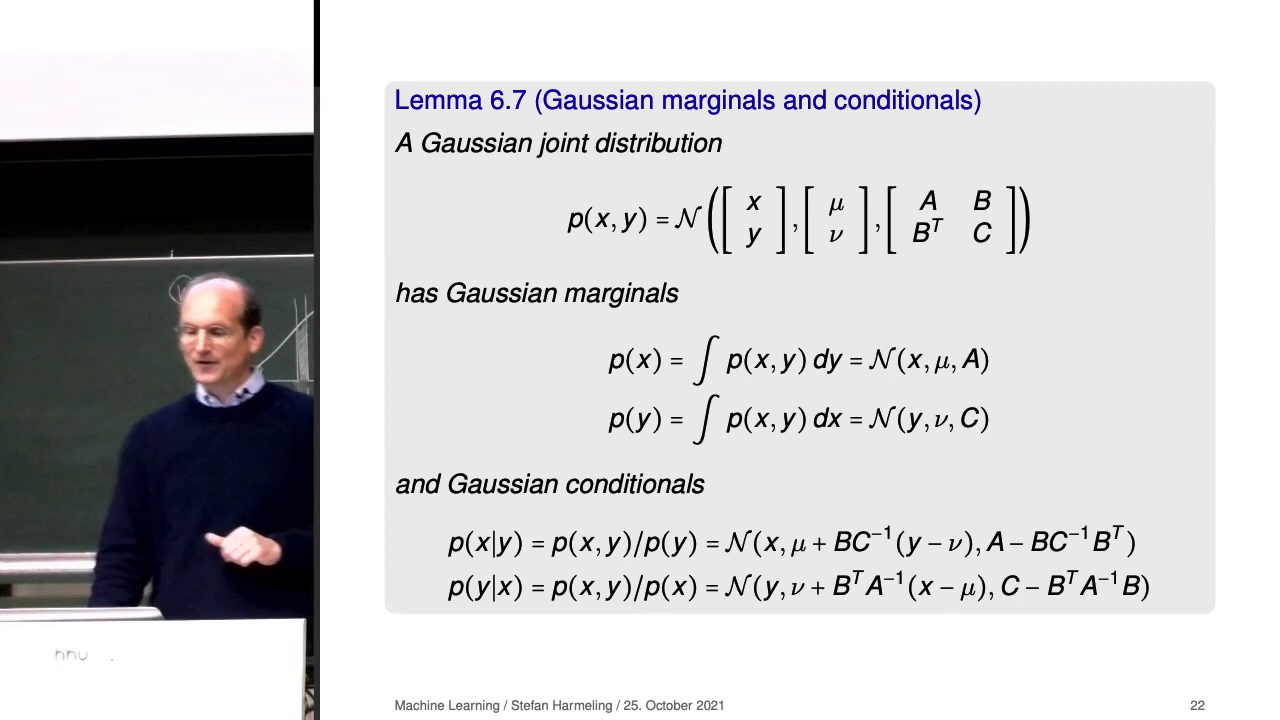 Lemma 6.7 (Gaussian marginals and conditionals)
A Gaussian joint distribution
p(x, y) = 𝒩([x y], [μ ν], [A B Bᵀ C])
has Gaussian marginals
p(x) = ∫ p(x, y) dy = 𝒩(x, μ, A)
p(y) = ∫ p(x, y) dx = 𝒩(y, ν, C)
and Gaussian conditionals
p(x|y) = p(x, y)/p(y) = 𝒩(x, μ + BC⁻¹(y − ν), A − BC⁻¹Bᵀ)
p(y|x) = p(x, y)/p(x) = 𝒩(y, ν + BᵀA⁻¹(x − μ), C − BᵀA⁻¹B)
hhu
Machine Learning / Stefan Harmeling / 25. October 2021
22